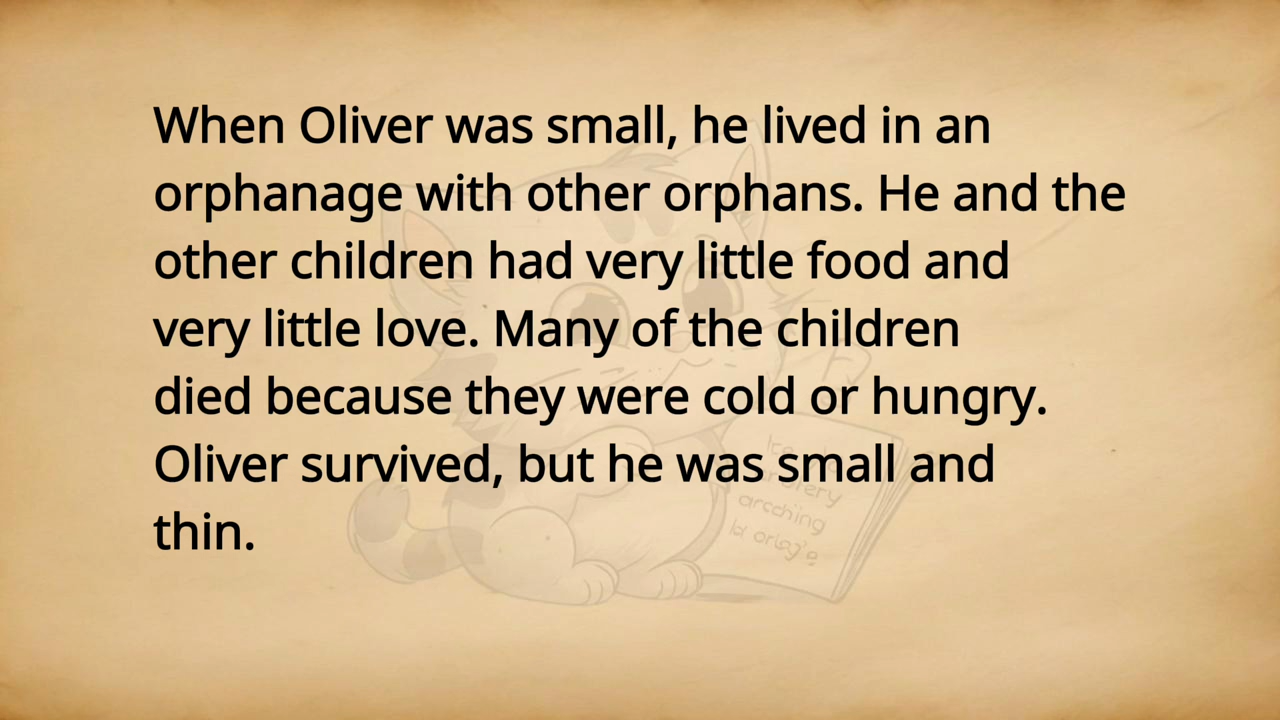 When Oliver was small, he lived in an
orphanage with other orphans. He and the
other children had very little food and
very little love. Many of the children
died because they were cold or hungry.
Oliver survived, but he was small and
thin.
arcching